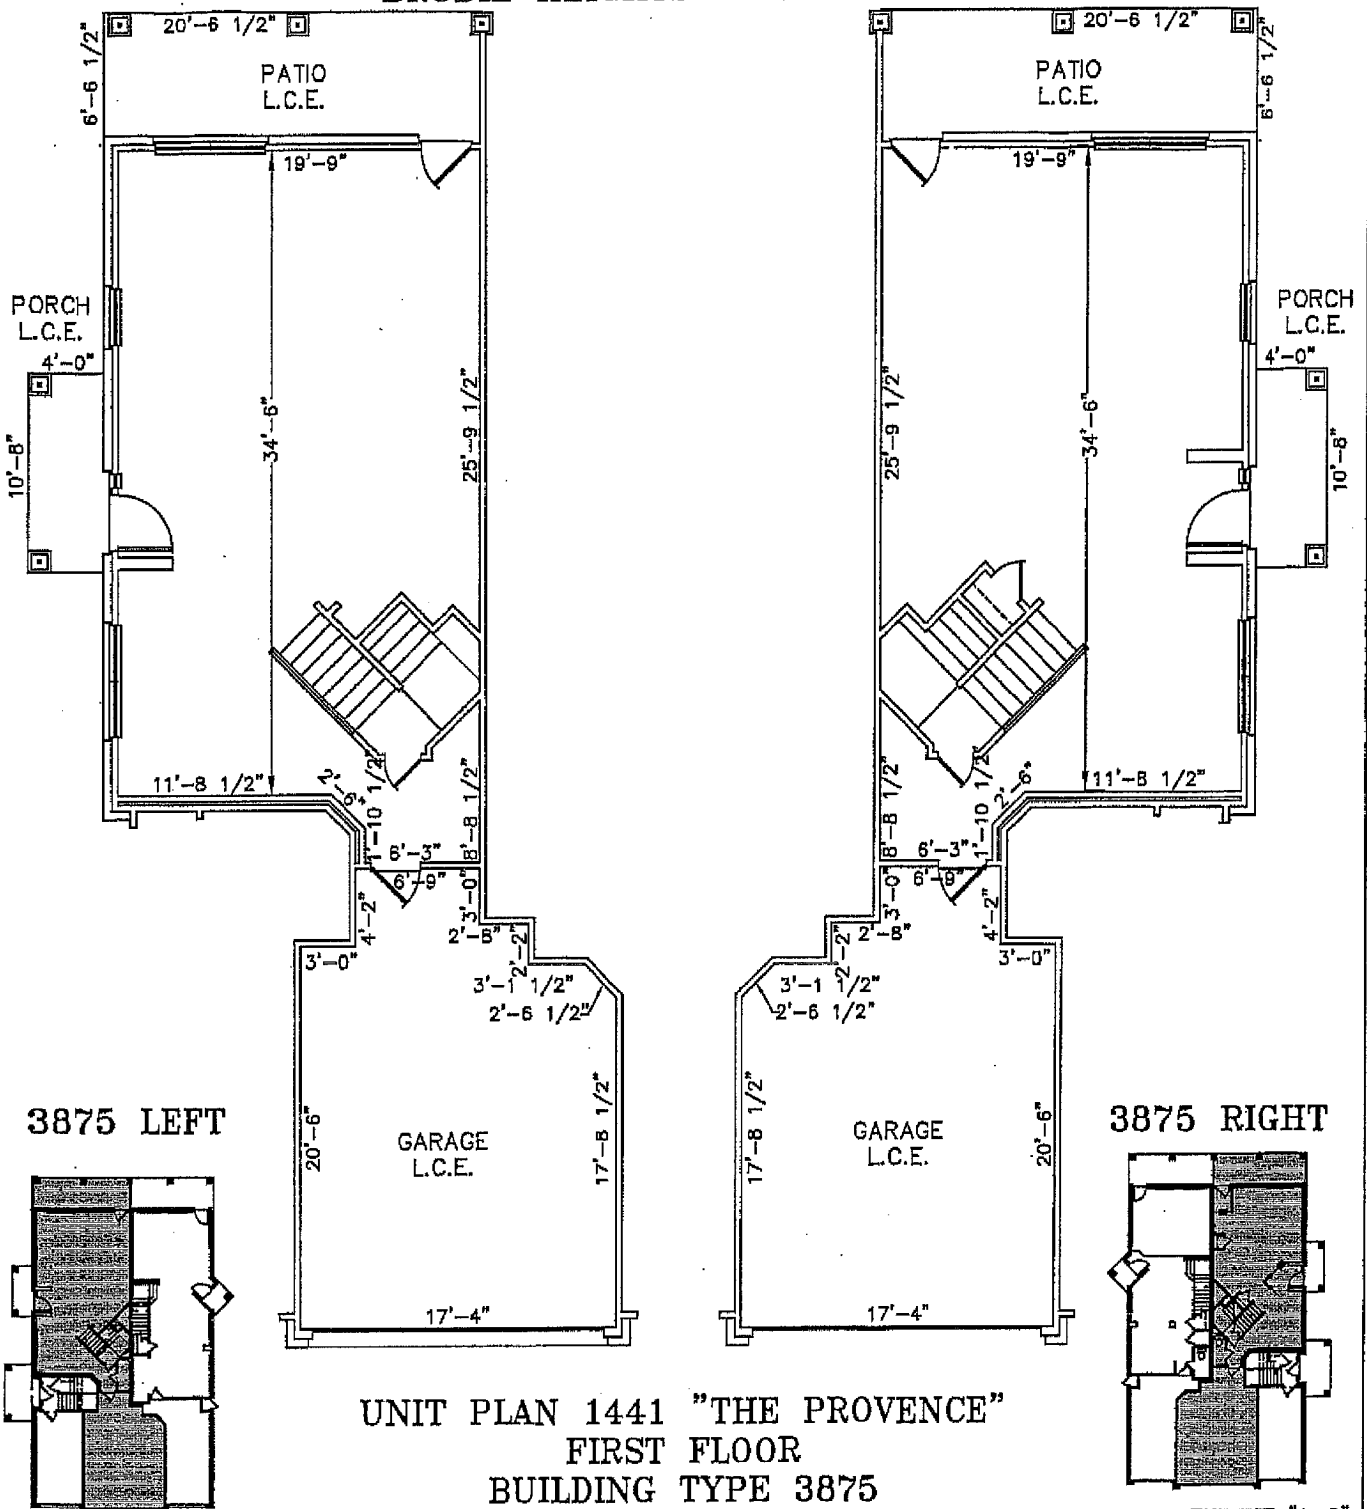 20'-6 1/2"
6'-6 1/2"
PATIO
L.C.E.
19'-9"
PORCH
L.C.E.
4'-0"
10'-8"
34'-6"
25'-9 1/2"
11'-8 1/2"
2'-6"
1'-10 1/2"
8'-8 1/2"
6'-3"
6'-9"
4'-2"
3'-0"
3'-0"
2'-8"
2'-2"
3'-1 1/2"
2'-6 1/2"
20'-6"
17'-8 1/2"
GARAGE
L.C.E.
17'-4"
20'-6 1/2"
6'-6 1/2"
PATIO
L.C.E.
19'-9"
PORCH
L.C.E.
4'-0"
10'-8"
25'-9 1/2"
34'-6"
11'-8 1/2"
2'-6"
1'-10 1/2"
8'-8 1/2"
6'-3"
6'-9"
3'-0"
4'-2"
2'-8"
2'-2"
3'-0"
3'-1 1/2"
2'-6 1/2"
17'-8 1/2"
20'-6"
GARAGE
L.C.E.
17'-4"
3875 LEFT
3875 RIGHT
UNIT PLAN 1441 "THE PROVENCE"
FIRST FLOOR
BUILDING TYPE 3875